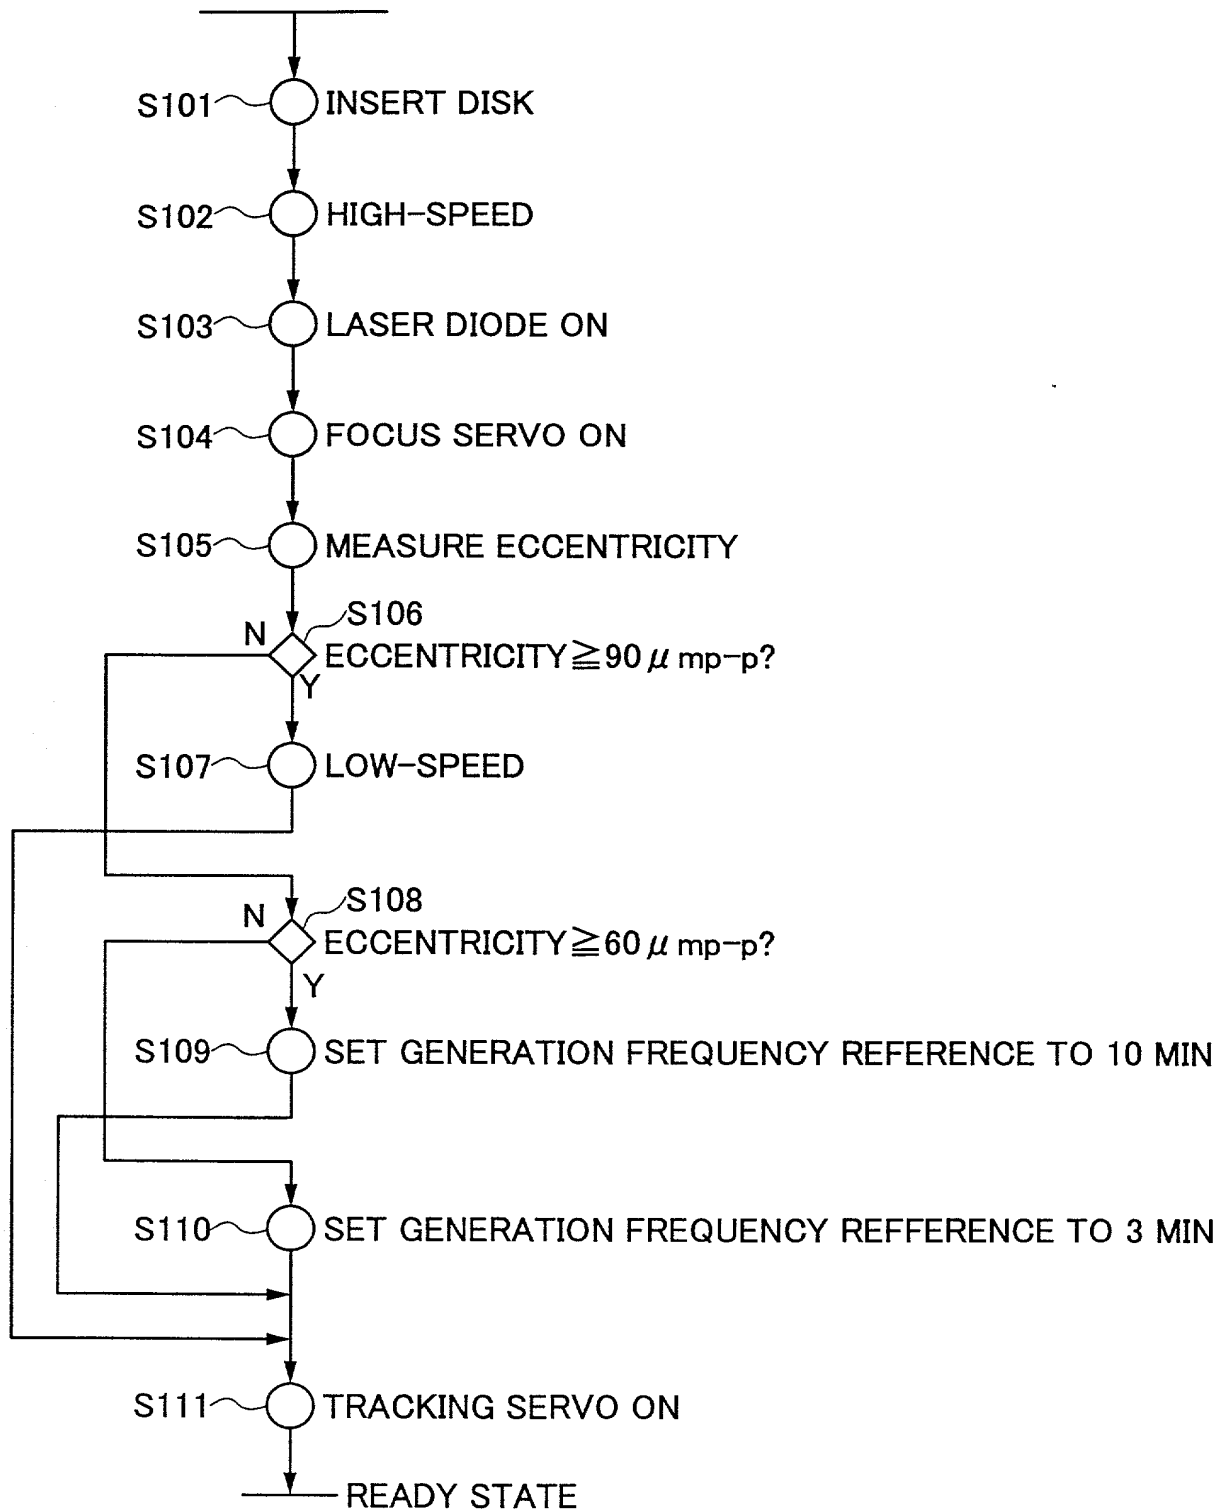 S101 INSERT DISK
S102 HIGH-SPEED
S103 LASER DIODE ON
S104 FOCUS SERVO ON
S105 MEASURE ECCENTRICITY
S106
N ECCENTRICITY≧90μmp-p?
Y
S107 LOW-SPEED
S108
N ECCENTRICITY≧60μmp-p?
Y
S109 SET GENERATION FREQUENCY REFERENCE TO 10 MIN
S110 SET GENERATION FREQUENCY REFFERENCE TO 3 MIN
S111 TRACKING SERVO ON
READY STATE